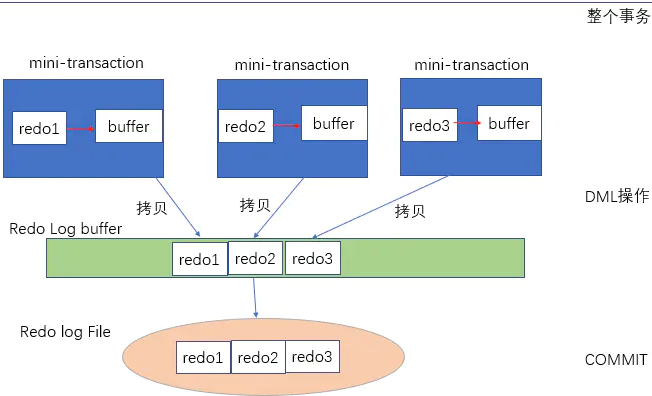 整个事务
mini-transaction
mini-transaction
mini-transaction
redo1
buffer
redo2
buffer
redo3
buffer
DML操作
拷贝
拷贝
拷贝
Redo Log buffer
redo1
redo2
redo3
Redo log File
redo1
redo2
redo3
COMMIT